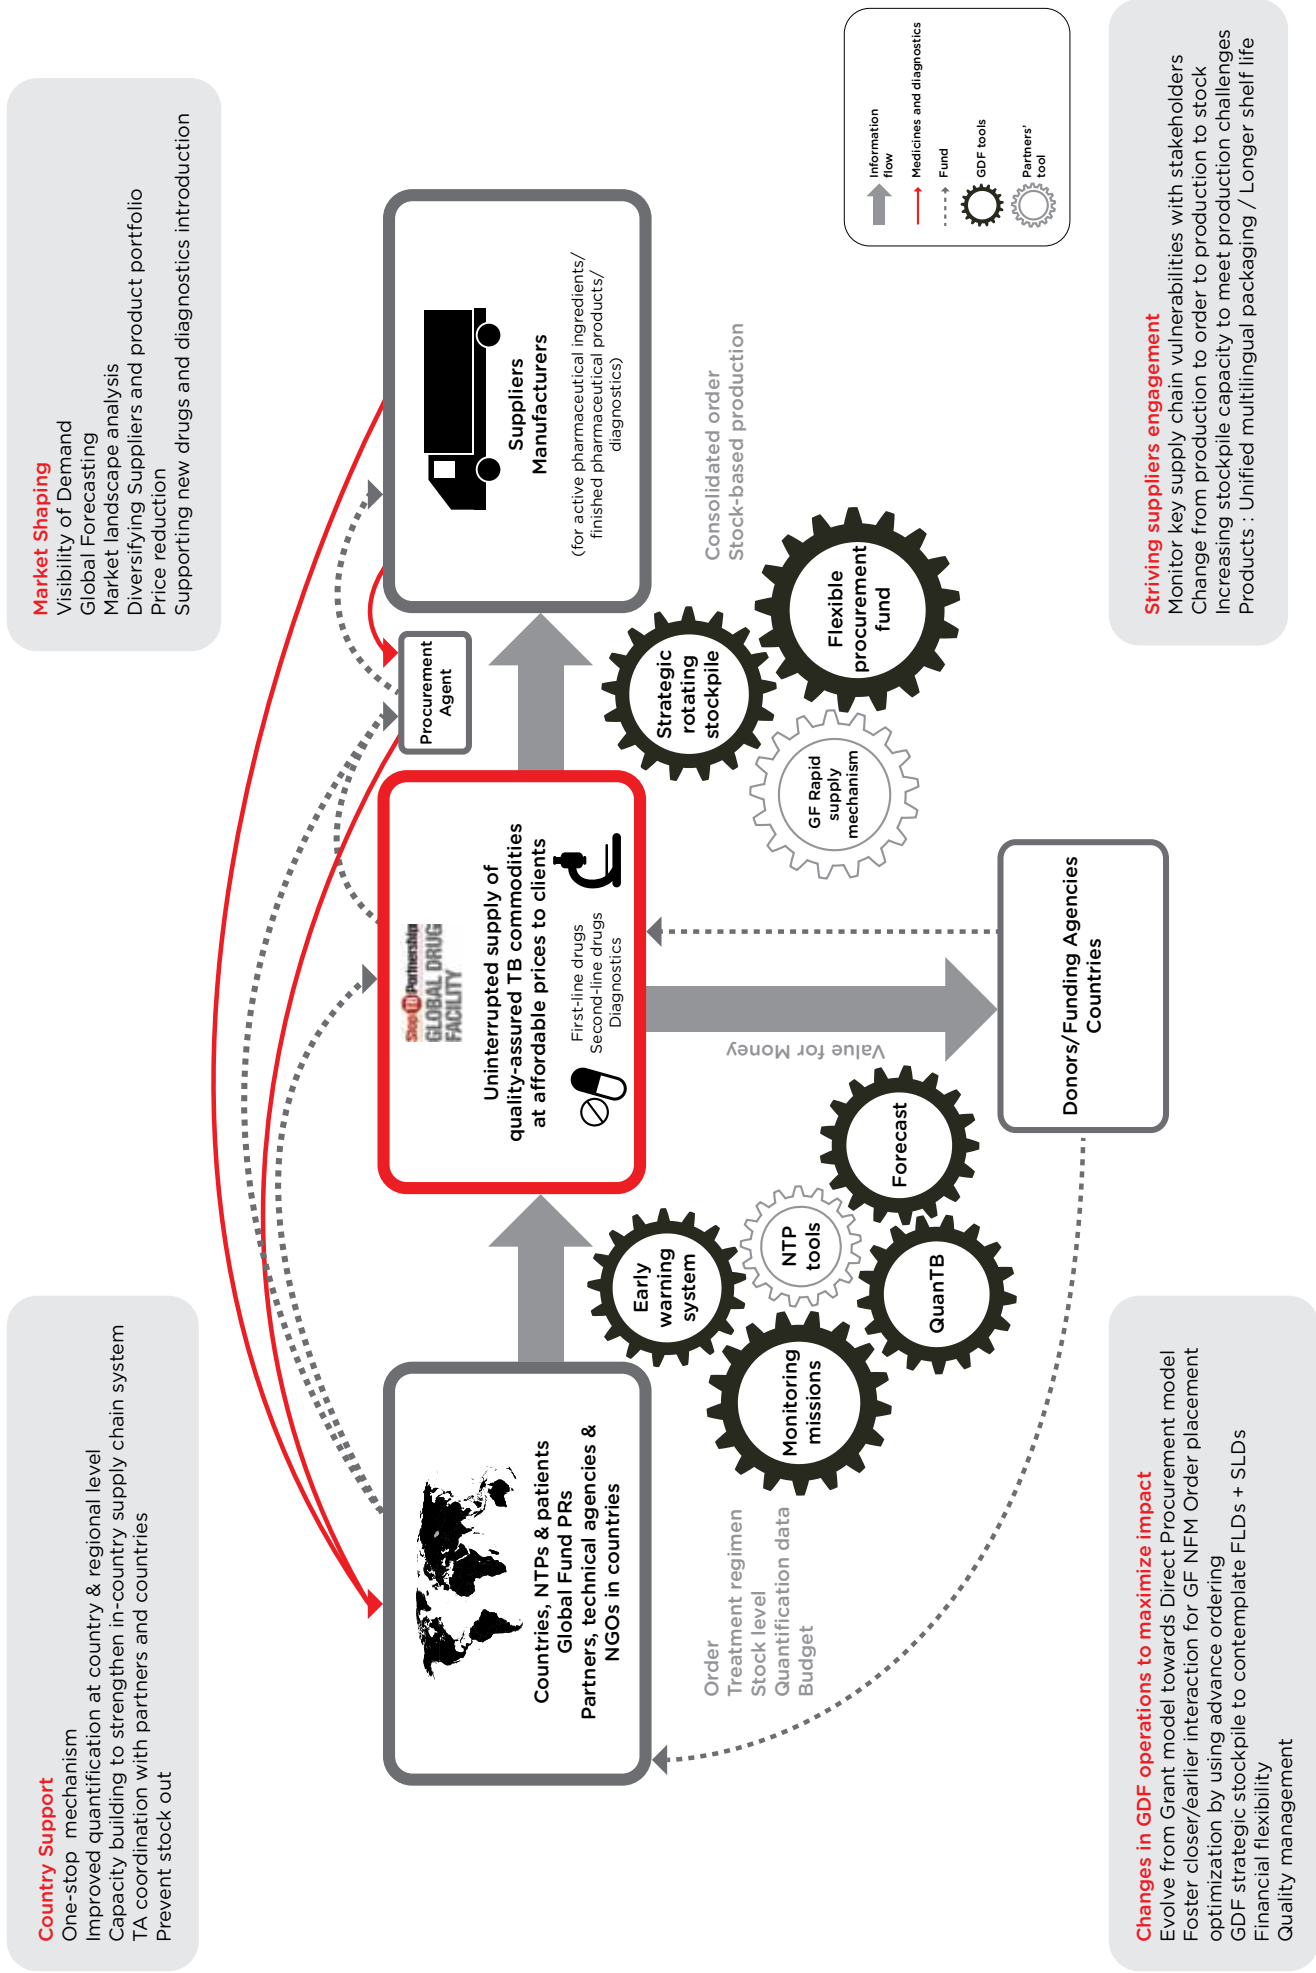 Country Support
One-stop  mechanism
Improved quantification at country & regional level
Capacity building to strengthen in-country supply chain system
TA coordination with partners and countries
Prevent stock out
Market Shaping
Visibility of Demand
Global Forecasting
Market landscape analysis
Diversifying Suppliers and product portfolio
Price reduction
Supporting new drugs and diagnostics introduction
Countries, NTPs & patients
Global Fund PRs
Partners, technical agencies &
NGOs in countries
Stop TB Partnership
GLOBAL DRUG
FACILITY
Uninterrupted supply of
quality-assured TB commodities
at affordable prices to clients
First-line drugs
Second-line drugs
Diagnostics
Procurement
Agent
Suppliers
Manufacturers
(for active pharmaceutical ingredients/
finished pharmaceutical products/
diagnostics)
Order
Treatment regimen
Stock level
Quantification data
Budget
Early
warning
system
Monitoring
missions
NTP
tools
QuanTB
Forecast
Value for Money
Strategic
rotating
stockpile
GF Rapid
supply
mechanism
Flexible
procurement
fund
Consolidated order
Stock-based production
Donors/Funding Agencies
Countries
Information
flow
Medicines and diagnostics
Fund
GDF tools
Partners'
tool
Changes in GDF operations to maximize impact
Evolve from Grant model towards Direct Procurement model
Foster closer/earlier interaction for GF NFM Order placement
optimization by using advance ordering
GDF strategic stockpile to contemplate FLDs + SLDs
Financial flexibility
Quality management
Striving suppliers engagement
Monitor key supply chain vulnerabilities with stakeholders
Change from production to order to production to stock
Increasing stockpile capacity to meet production challenges
Products : Unified multilingual packaging / Longer shelf life